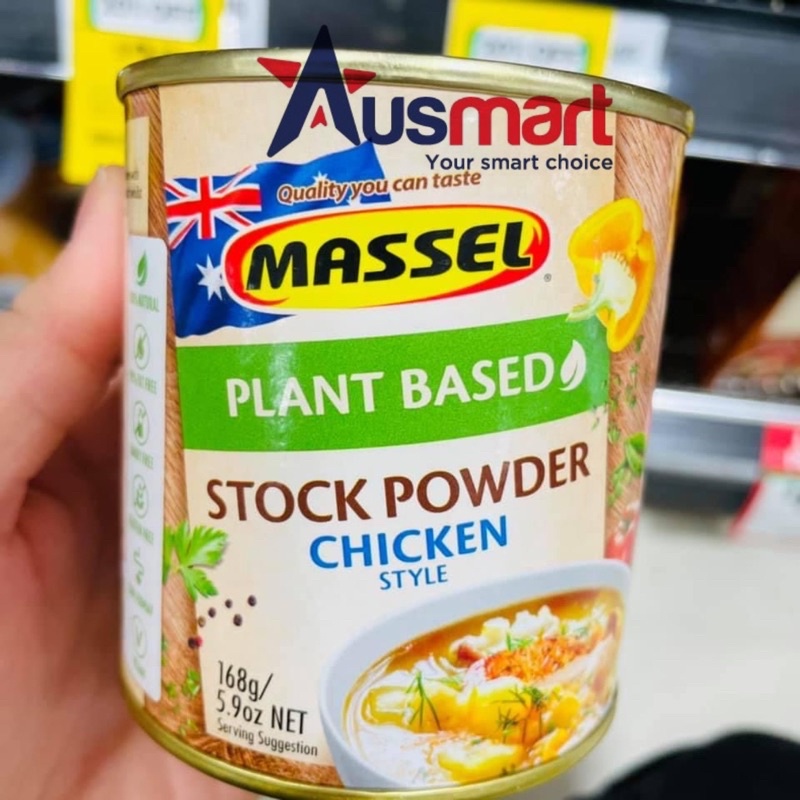 Ausmart
Your smart choice
Quality you can taste
MASSEL
®
PLANT BASED
STOCK POWDER
CHICKEN
STYLE
168g/
5.9oz NET
Serving Suggestion